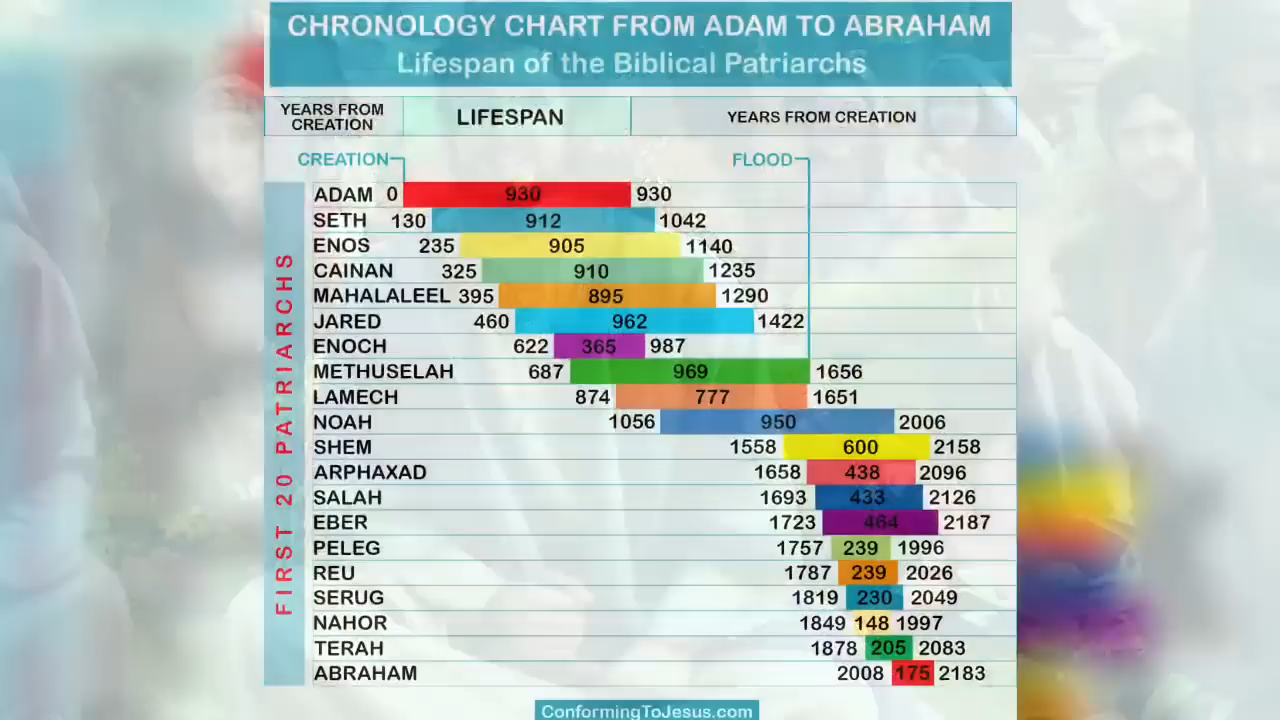 CHRONOLOGY CHART FROM ADAM TO ABRAHAM
Lifespan of the Biblical Patriarchs
YEARS FROM CREATION LIFESPAN YEARS FROM CREATION
CREATION FLOOD
FIRST 20 PATRIARCHS
ADAM 0 930 930
SETH 130 912 1042
ENOS 235 905 1140
CAINAN 325 910 1235
MAHALALEEL 395 895 1290
JARED 460 962 1422
ENOCH 622 365 987
METHUSELAH 687 969 1656
LAMECH 874 777 1651
NOAH 1056 950 2006
SHEM 1558 600 2158
ARPHAXAD 1658 438 2096
SALAH 1693 433 2126
EBER 1723 464 2187
PELEG 1757 239 1996
REU 1787 239 2026
SERUG 1819 230 2049
NAHOR 1849 148 1997
TERAH 1878 205 2083
ABRAHAM 2008 175 2183
ConformingToJesus.com